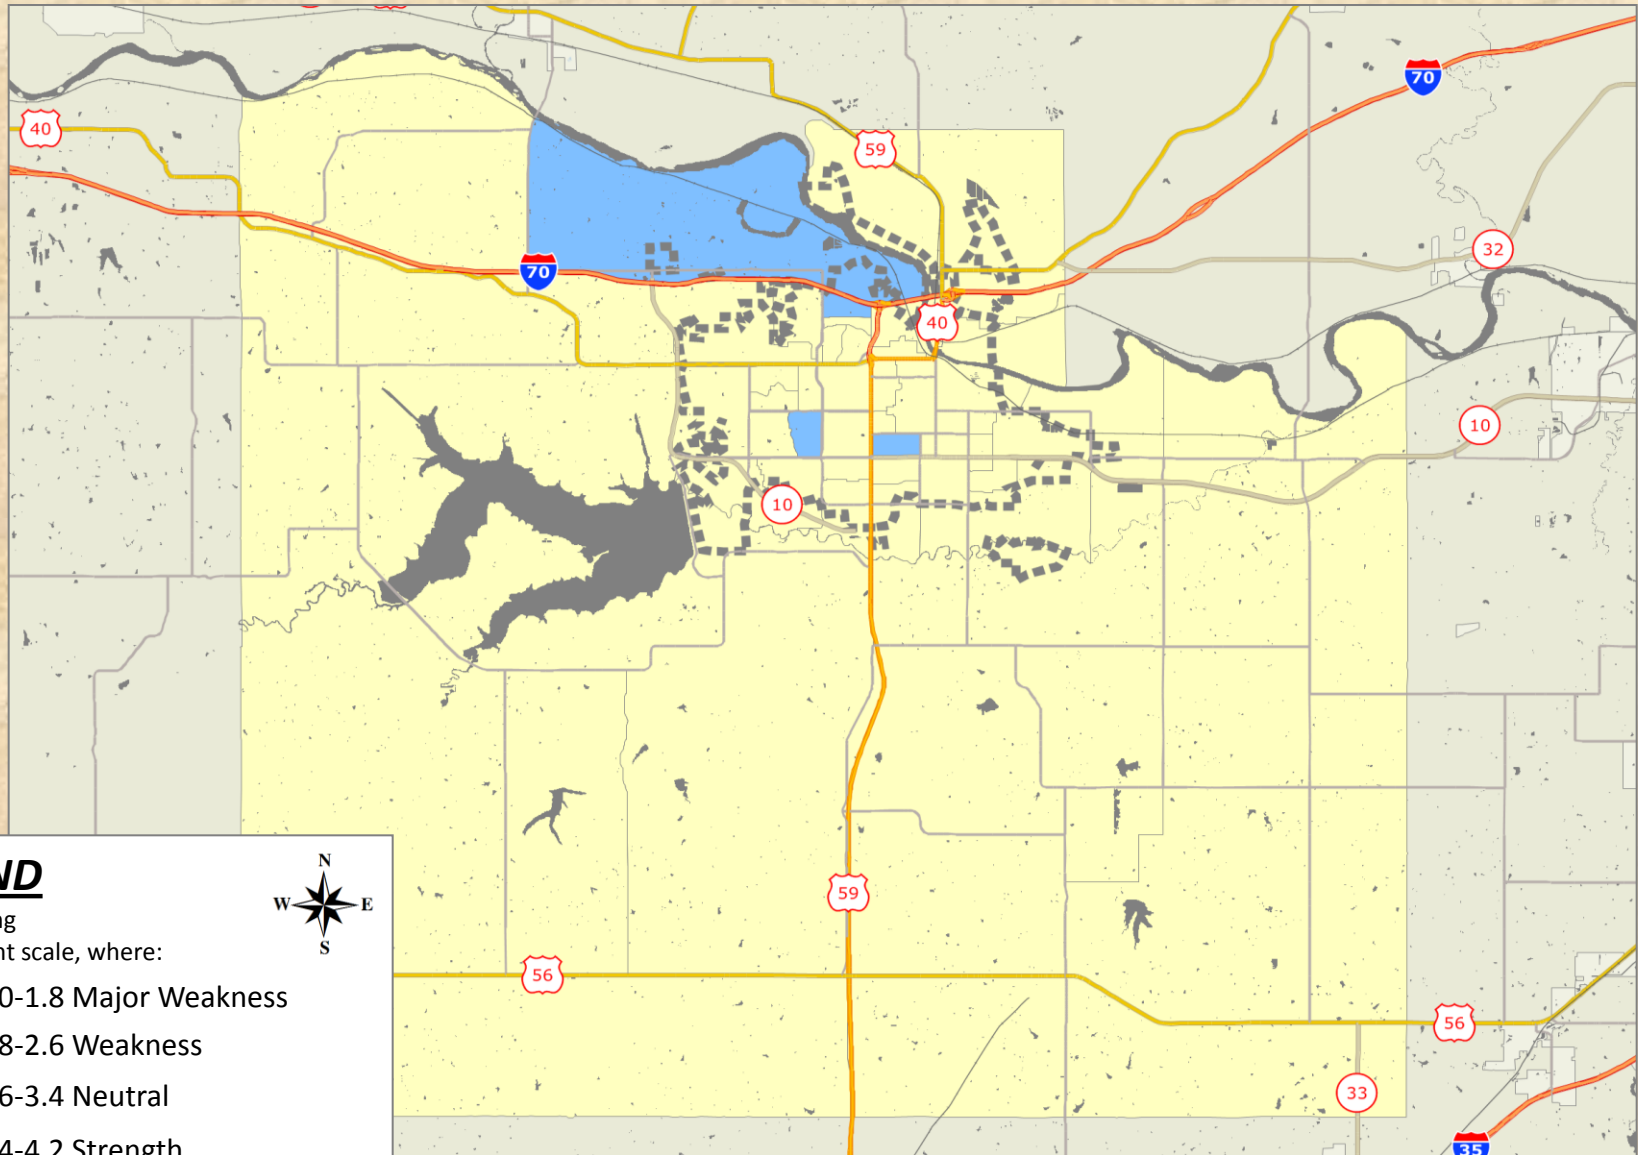 70
40
59
32
70
40
10
10
ND
N
W E
S
ng
nt scale, where:
0-1.8 Major Weakness
8-2.6 Weakness
6-3.4 Neutral
4-4.2 Strength
59
56
56
33
35